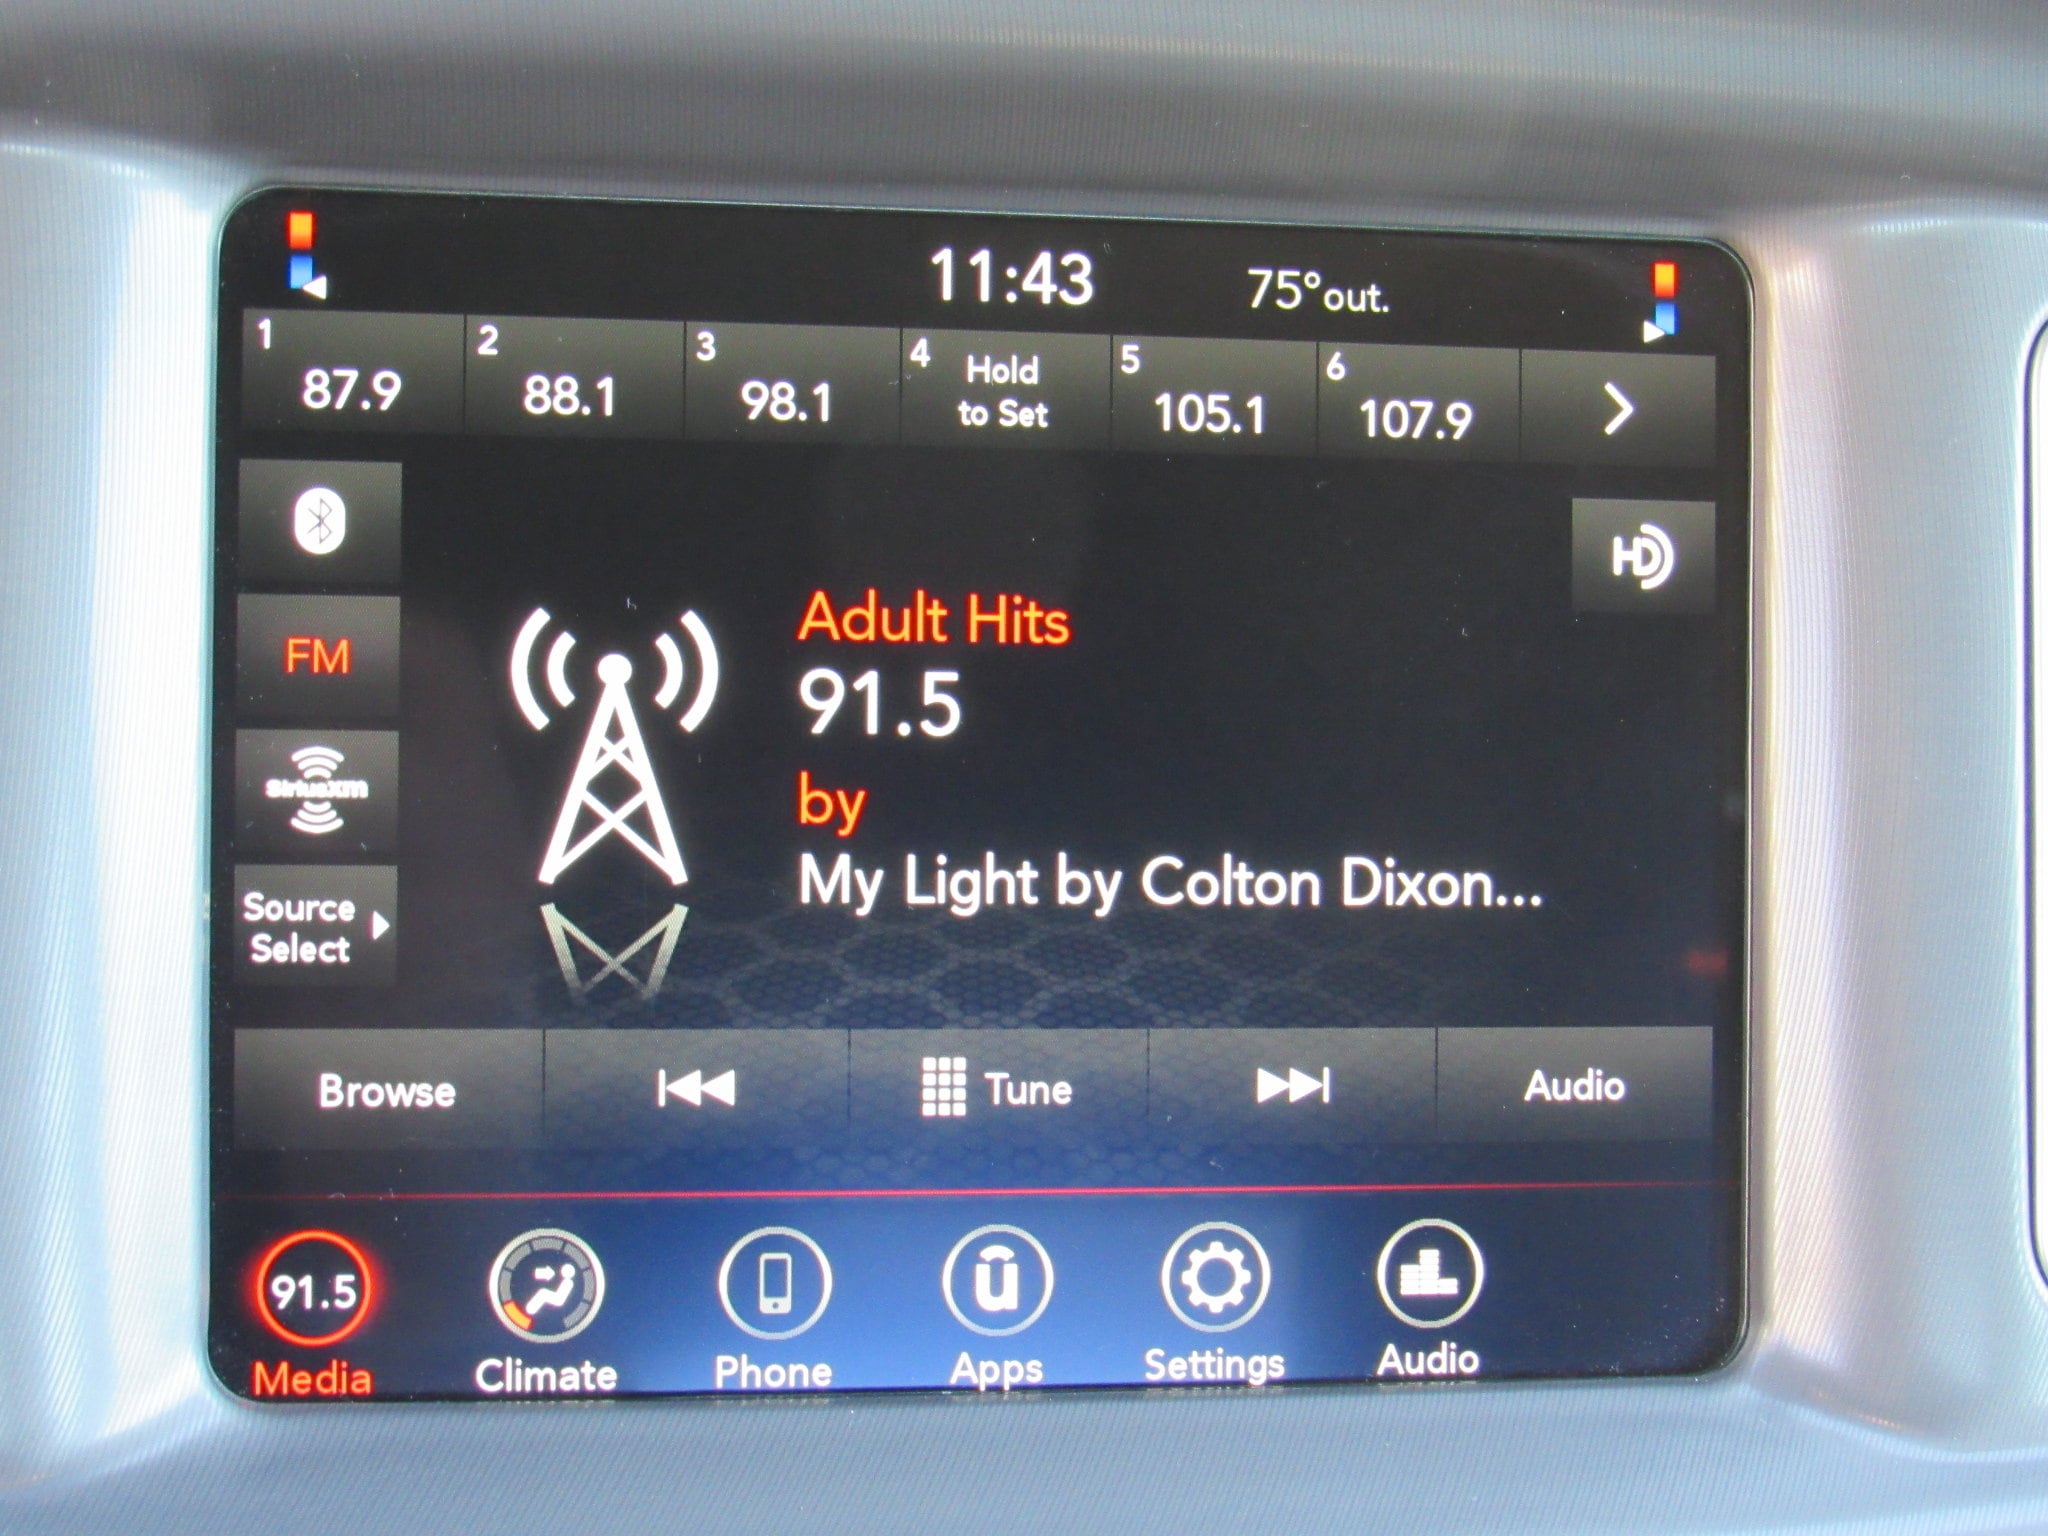 11:43 75°out.
1 87.9 2 88.1 3 98.1 4 Hold to Set 5 105.1 6 107.9
HD
FM
SiriusXM
Source
Select
Adult Hits
91.5
by
My Light by Colton Dixon...
Browse Tune Audio
91.5 u
Media Climate Phone Apps Settings Audio